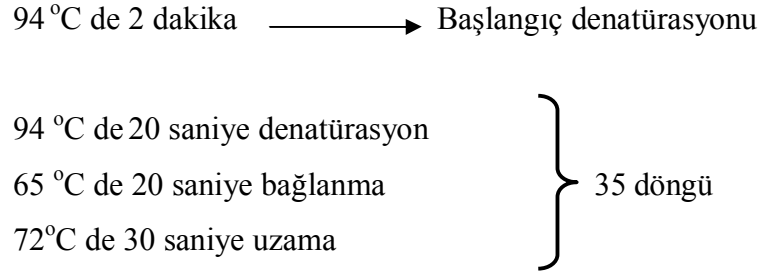 94 °C de 2 dakika Başlangıç denatürasyonu
94 °C de 20 saniye denatürasyon
65 °C de 20 saniye bağlanma
35 döngü
72°C de 30 saniye uzama